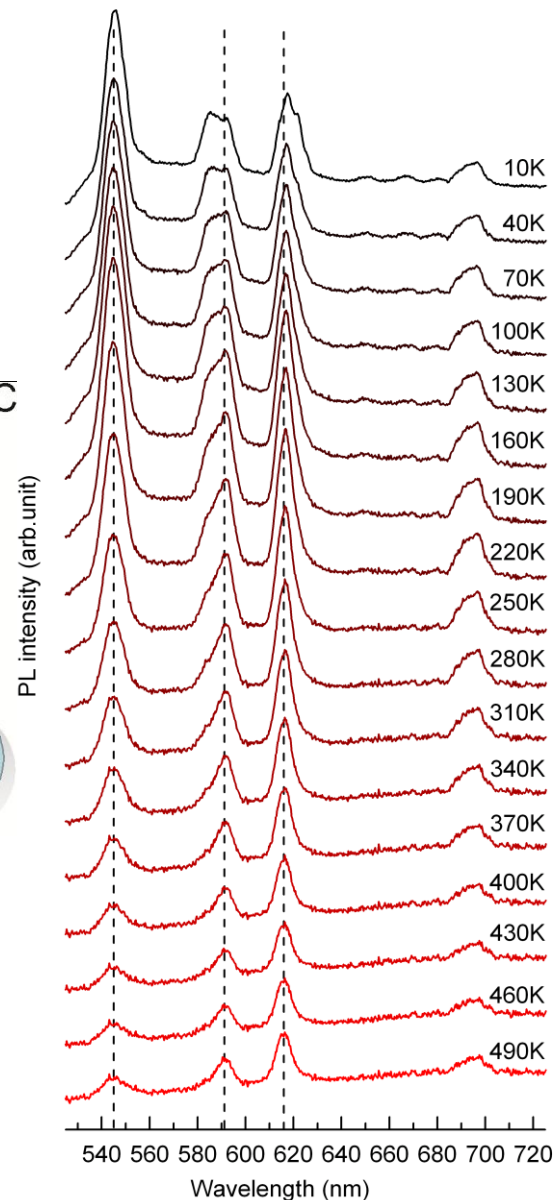 10K
40K
70K
100K
130K
160K
C
190K
220K
250K
280K
310K
340K
370K
400K
430K
460K
490K
PL intensity (arb.unit)
540 560 580 600 620 640 660 680 700 720
Wavelength (nm)